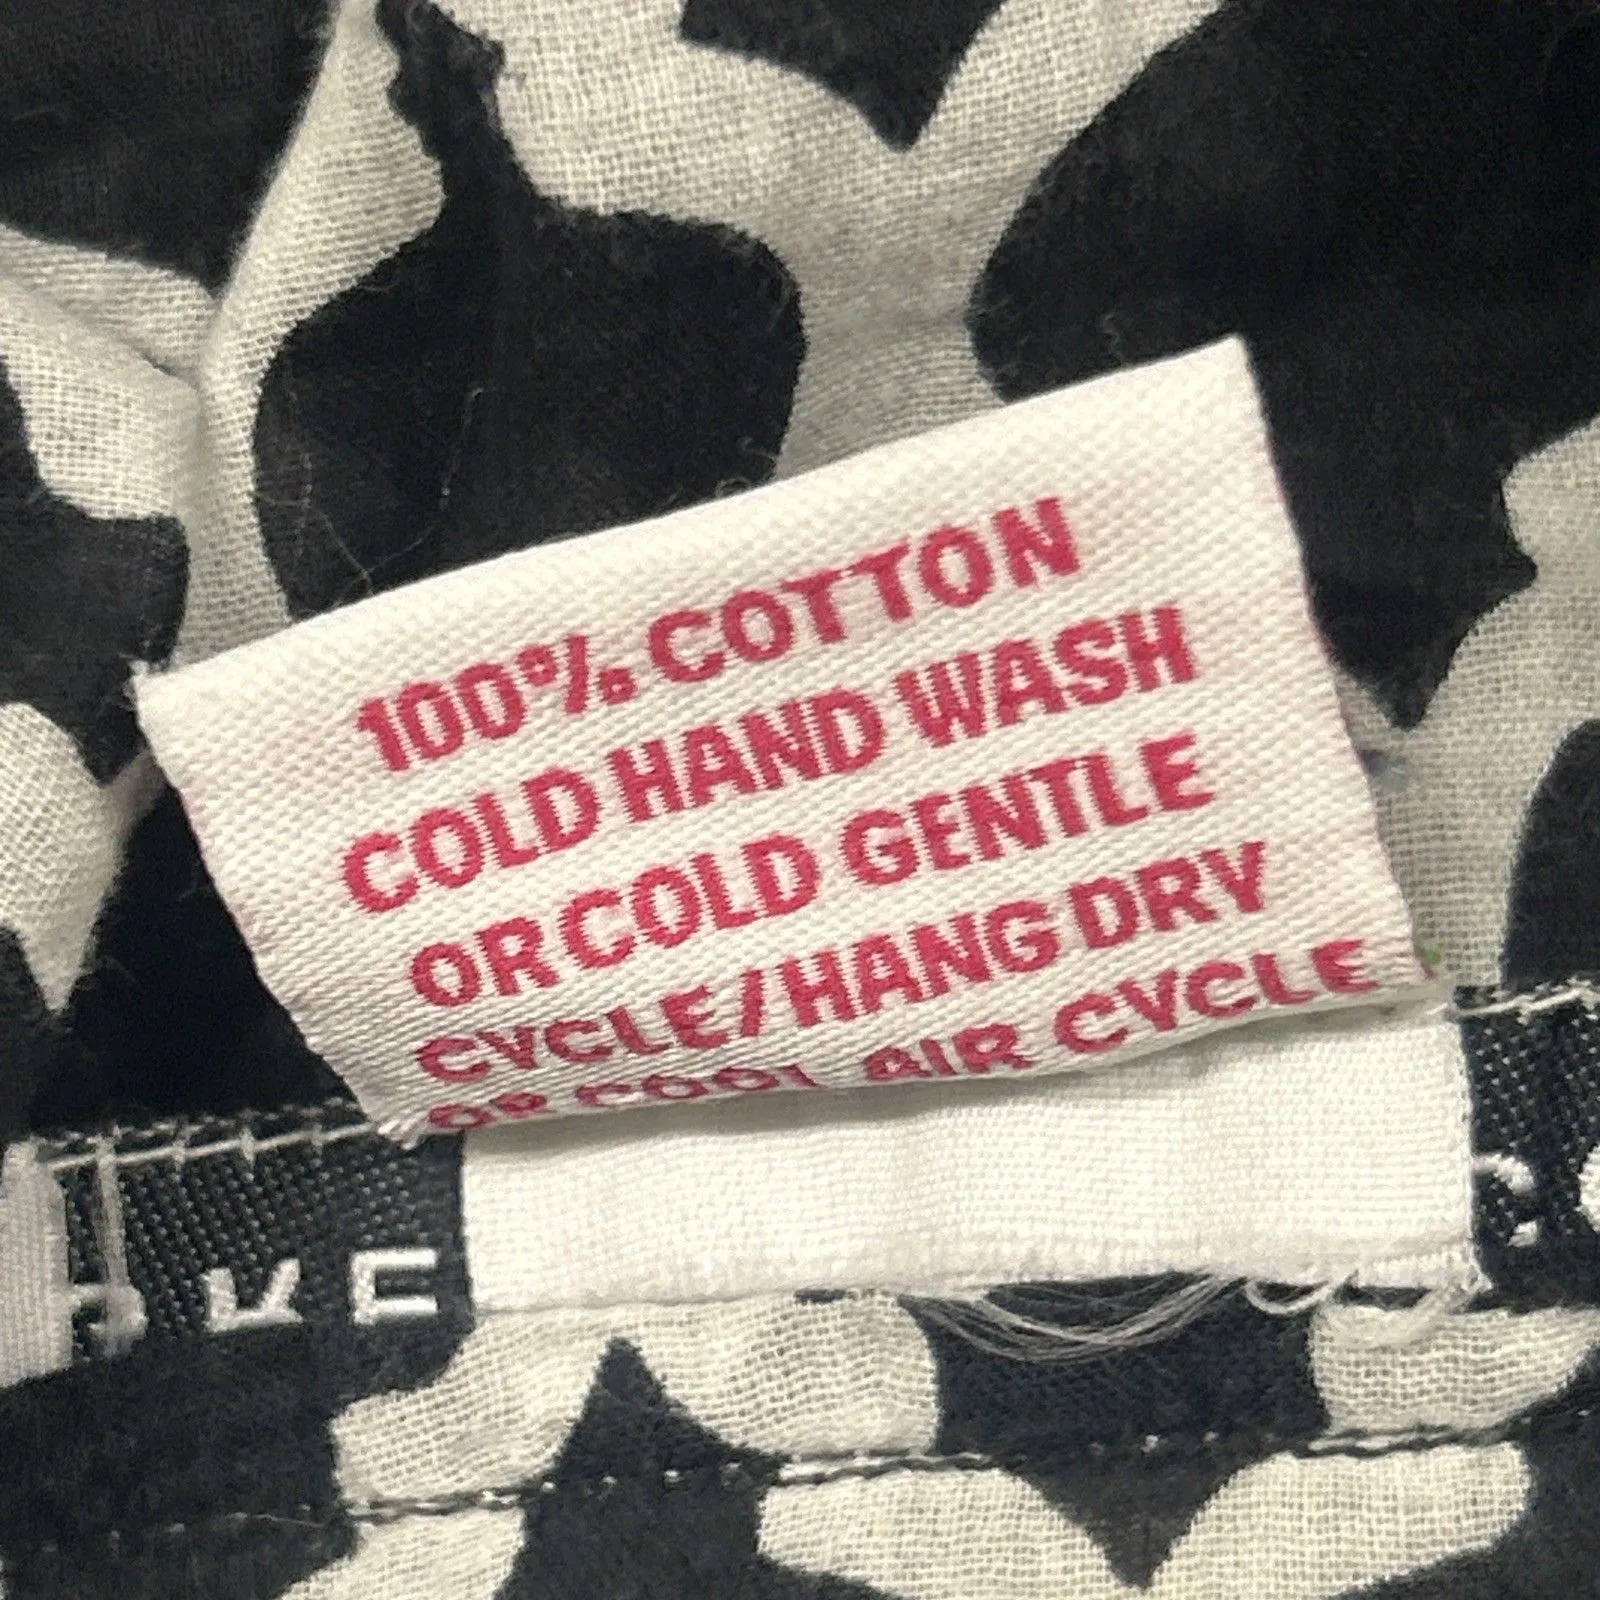 100% COTTON
COLD HAND WASH
OR COLD GENTLE
CYCLE/HANG DRY
OR COOL AIR CYCLE